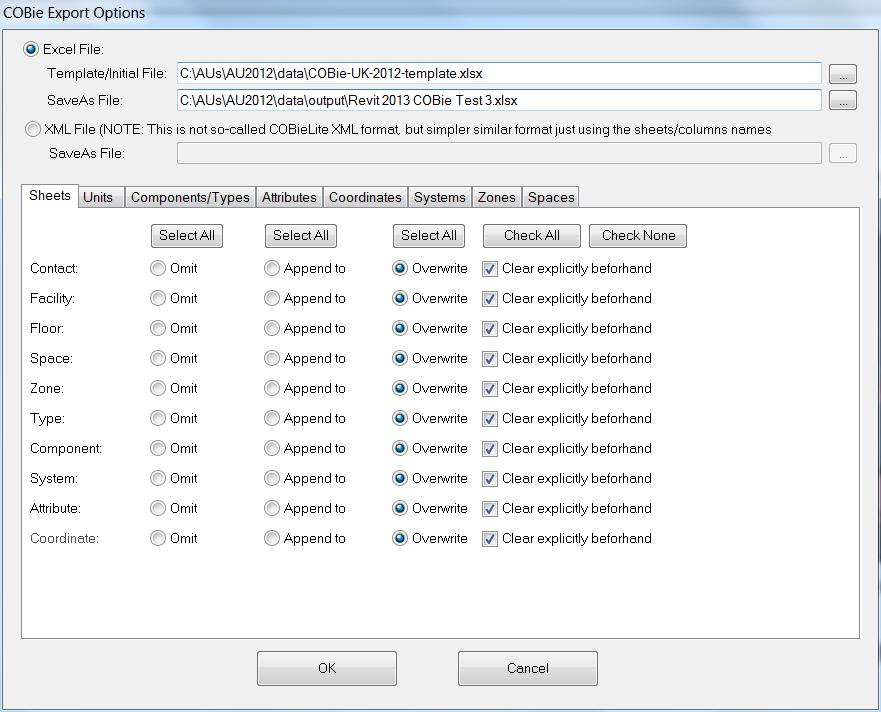 COBie Export Options
Excel File:
Template/Initial File: C:\AUs\AU2012\data\COBie-UK-2012-template.xlsx ...
SaveAs File: C:\AUs\AU2012\data\output\Revit 2013 COBie Test 3.xlsx ...
XML File (NOTE: This is not so-called COBieLite XML format, but simpler similar format just using the sheets/columns names
SaveAs File: ...
Sheets Units Components/Types Attributes Coordinates Systems Zones Spaces
Select All Select All Select All Check All Check None
Contact: Omit Append to Overwrite Clear explicitly beforhand
Facility: Omit Append to Overwrite Clear explicitly beforhand
Floor: Omit Append to Overwrite Clear explicitly beforhand
Space: Omit Append to Overwrite Clear explicitly beforhand
Zone: Omit Append to Overwrite Clear explicitly beforhand
Type: Omit Append to Overwrite Clear explicitly beforhand
Component: Omit Append to Overwrite Clear explicitly beforhand
System: Omit Append to Overwrite Clear explicitly beforhand
Attribute: Omit Append to Overwrite Clear explicitly beforhand
Coordinate: Omit Append to Overwrite Clear explicitly beforhand
OK Cancel